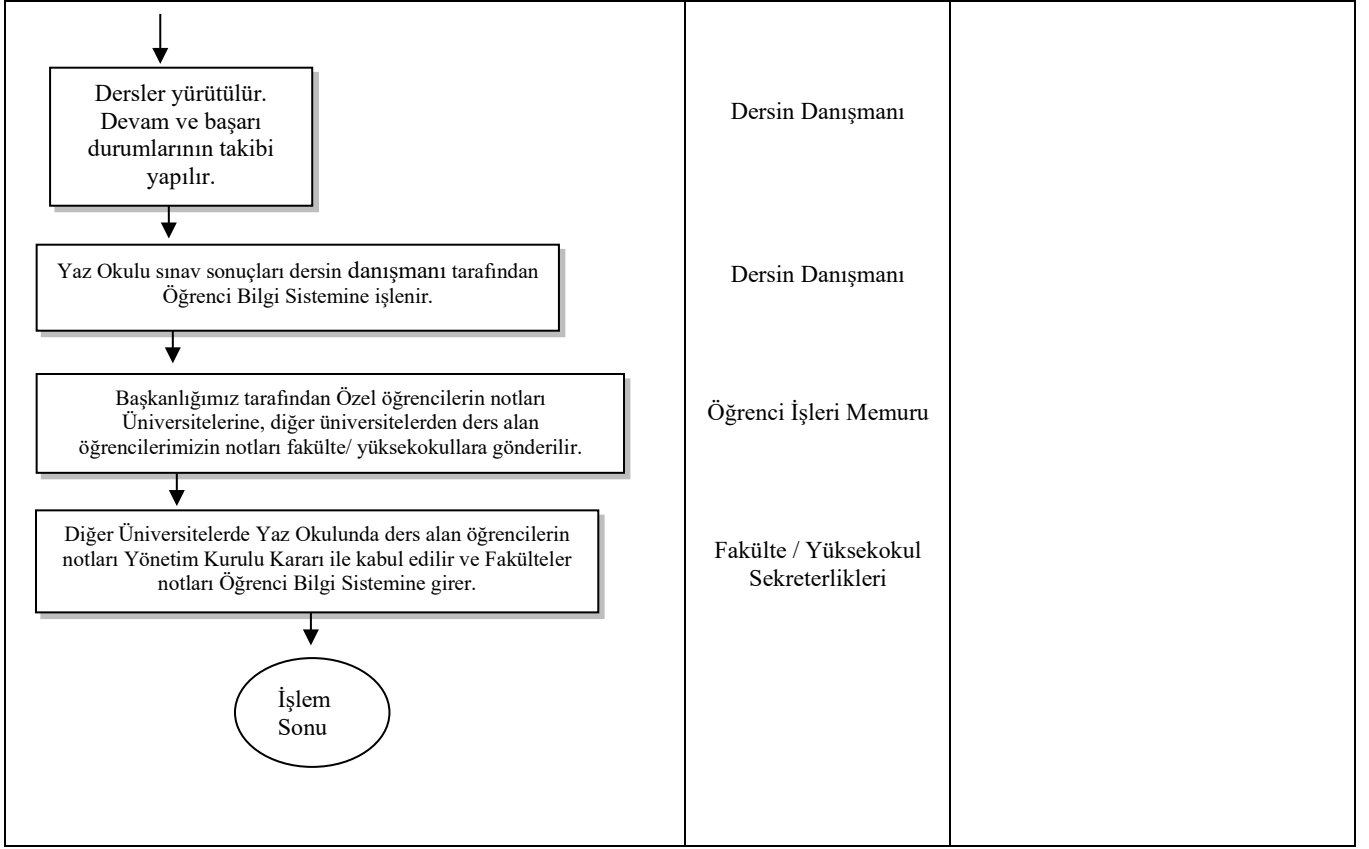 Dersler yürütülür.
Devam ve başarı
durumlarının takibi
yapılır.
Dersin Danışmanı
Yaz Okulu sınav sonuçları dersin danışmanı tarafından
Öğrenci Bilgi Sistemine işlenir.
Dersin Danışmanı
Başkanlığımız tarafından Özel öğrencilerin notları
Üniversitelerine, diğer üniversitelerden ders alan
öğrencilerimizin notları fakülte/ yüksekokullara gönderilir.
Öğrenci İşleri Memuru
Diğer Üniversitelerde Yaz Okulunda ders alan öğrencilerin
notları Yönetim Kurulu Kararı ile kabul edilir ve Fakülteler
notları Öğrenci Bilgi Sistemine girer.
Fakülte / Yüksekokul
Sekreterlikleri
İşlem
Sonu